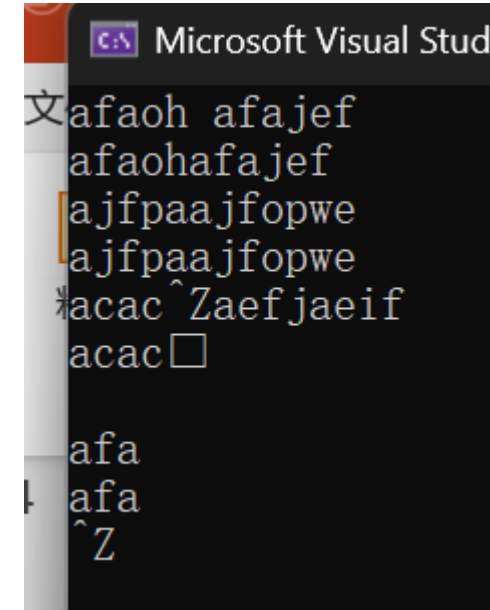 Microsoft Visual Stud
文
afaoh afajef
afaohafajef
ajfpaajfopwe
ajfpaajfopwe
acac^Zaefjaeif
acac□
afa
afa
^Z